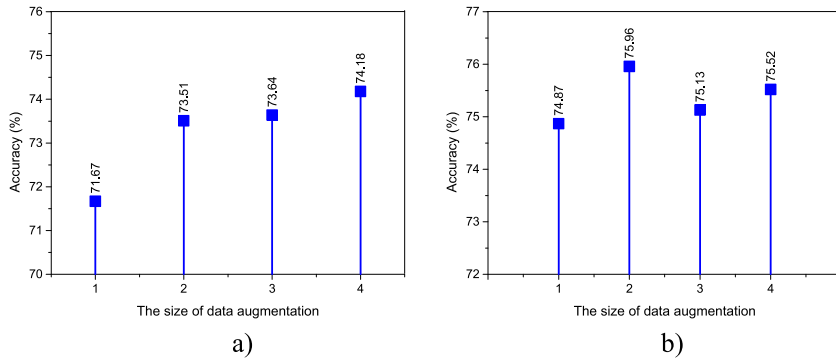 76
75
74
73
72
71
70
Accuracy (%)
71.67
73.51
73.64
74.18
1 2 3 4
The size of data augmentation
a)
77
76
75
74
73
72
Accuracy (%)
74.87
75.96
75.13
75.52
1 2 3 4
The size of data augmentation
b)